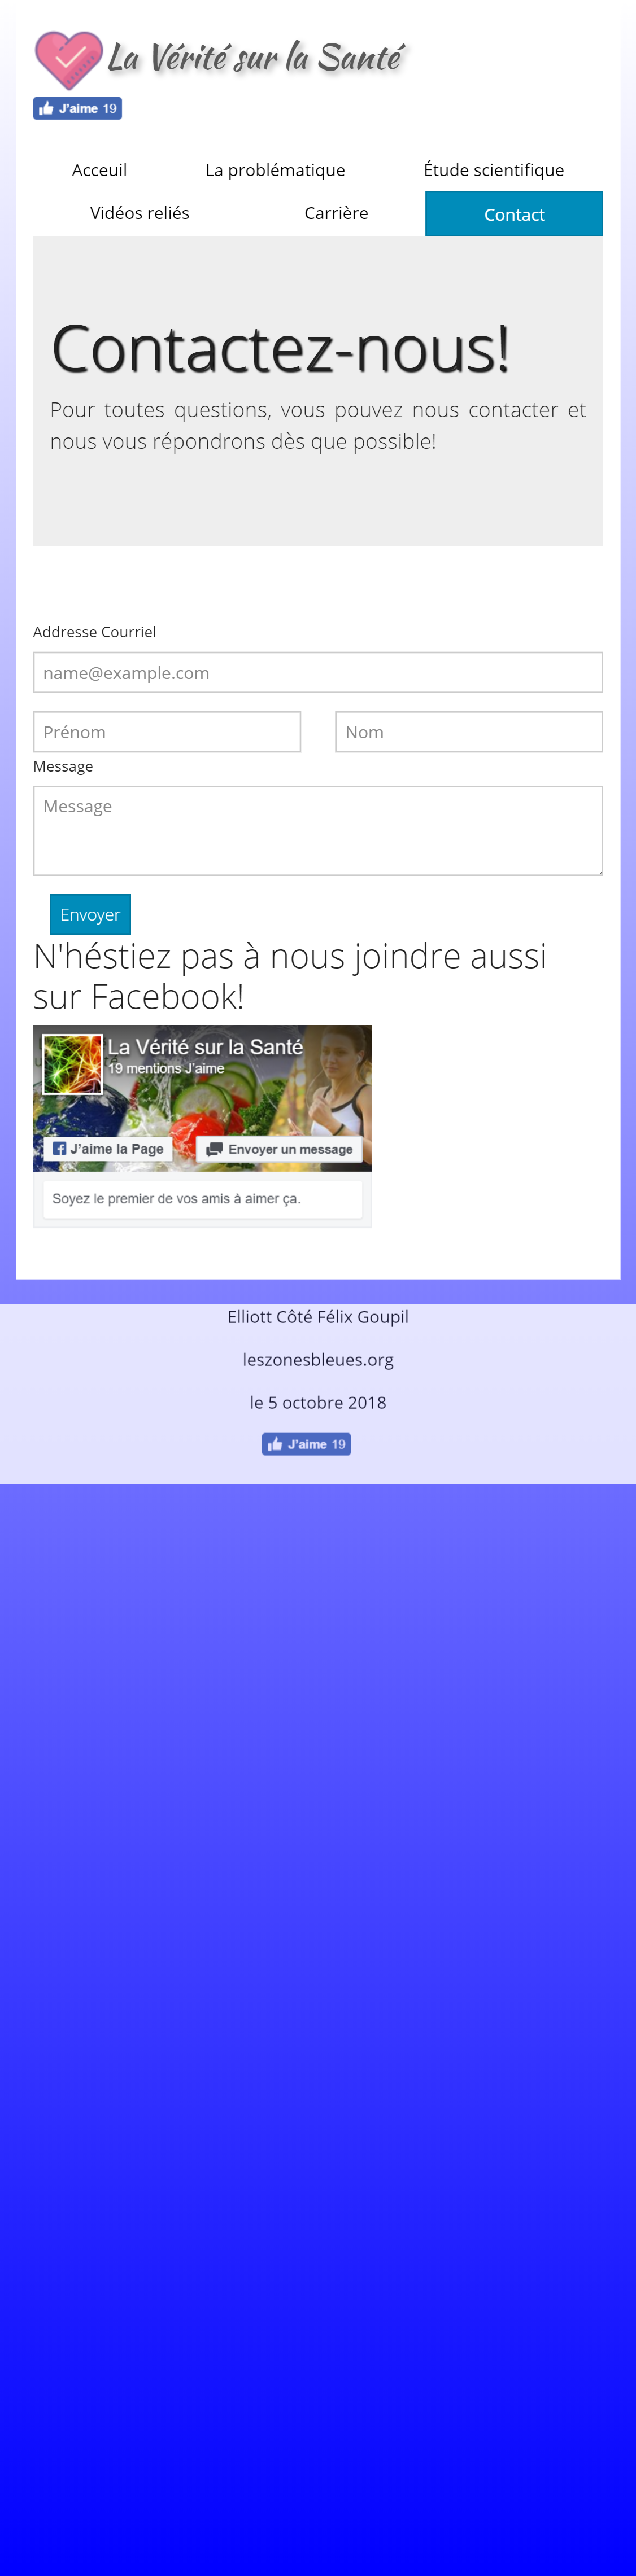 La Vérité sur la Santé
J'aime 19
Acceuil
La problématique
Étude scientifique
Vidéos reliés
Carrière
Contact
Contactez-nous!
Pour toutes questions, vous pouvez nous contacter et
nous vous répondrons dès que possible!
Addresse Courriel
name@example.com
Prénom
Nom
Message
Message
Envoyer
N'héstiez pas à nous joindre aussi
sur Facebook!
La Vérité sur la Santé
19 mentions J'aime
J'aime la Page
Envoyer un message
Soyez le premier de vos amis à aimer ça.
Elliott Côté Félix Goupil
leszonesbleues.org
le 5 octobre 2018
J'aime 19